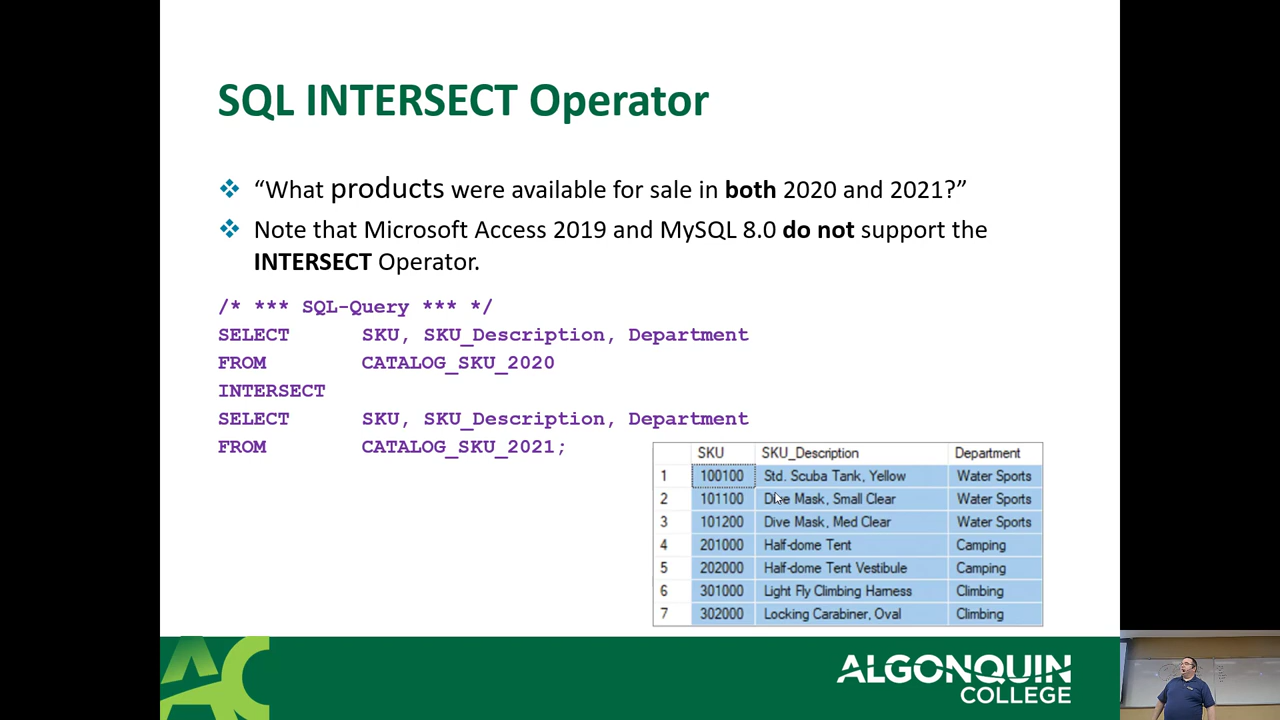 SQL INTERSECT Operator
“What products were available for sale in both 2020 and 2021?”
Note that Microsoft Access 2019 and MySQL 8.0 do not support the
INTERSECT Operator.
/* *** SQL-Query *** */
SELECT SKU, SKU_Description, Department
FROM CATALOG_SKU_2020
INTERSECT
SELECT SKU, SKU_Description, Department
FROM CATALOG_SKU_2021;
SKU SKU_Description Department
1 100100 Std. Scuba Tank, Yellow Water Sports
2 101100 Dive Mask, Small Clear Water Sports
3 101200 Dive Mask, Med Clear Water Sports
4 201000 Half-dome Tent Camping
5 202000 Half-dome Tent Vestibule Camping
6 301000 Light Fly Climbing Harness Climbing
7 302000 Locking Carabiner, Oval Climbing
AC
ALGONQUIN
COLLEGE